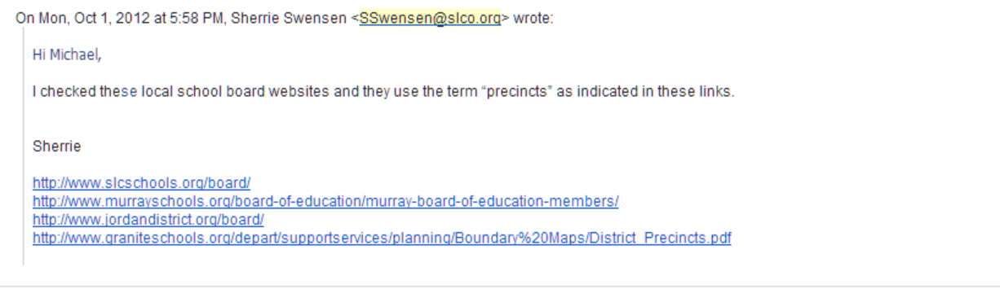 On Mon, Oct 1, 2012 at 5:58 PM, Sherrie Swensen <SSwensen@slco.org> wrote:
Hi Michael,
I checked these local school board websites and they use the term “precincts” as indicated in these links.
Sherrie
http://www.slcschools.org/board/
http://www.murrayschools.org/board-of-education/murray-board-of-education-members/
http://www.jordandistrict.org/board/
http://www.graniteschools.org/depart/supportservices/planning/Boundary%20Maps/District_Precincts.pdf